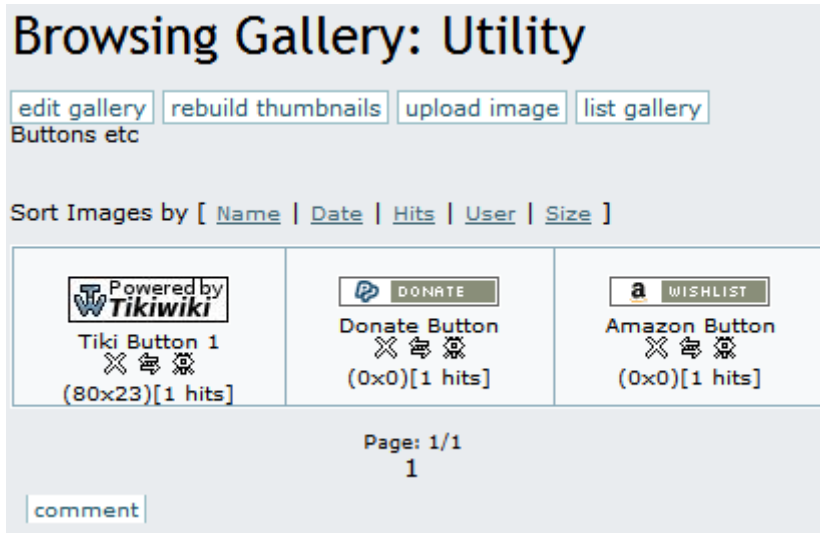 Browsing Gallery: Utility
edit gallery rebuild thumbnails upload image list gallery
Buttons etc
Sort Images by [ Name | Date | Hits | User | Size ]
Powered by
Tikiwiki
Tiki Button 1
(80x23)[1 hits]
DONATE
Donate Button
(0x0)[1 hits]
a WISHLIST
Amazon Button
(0x0)[1 hits]
Page: 1/1
1
comment